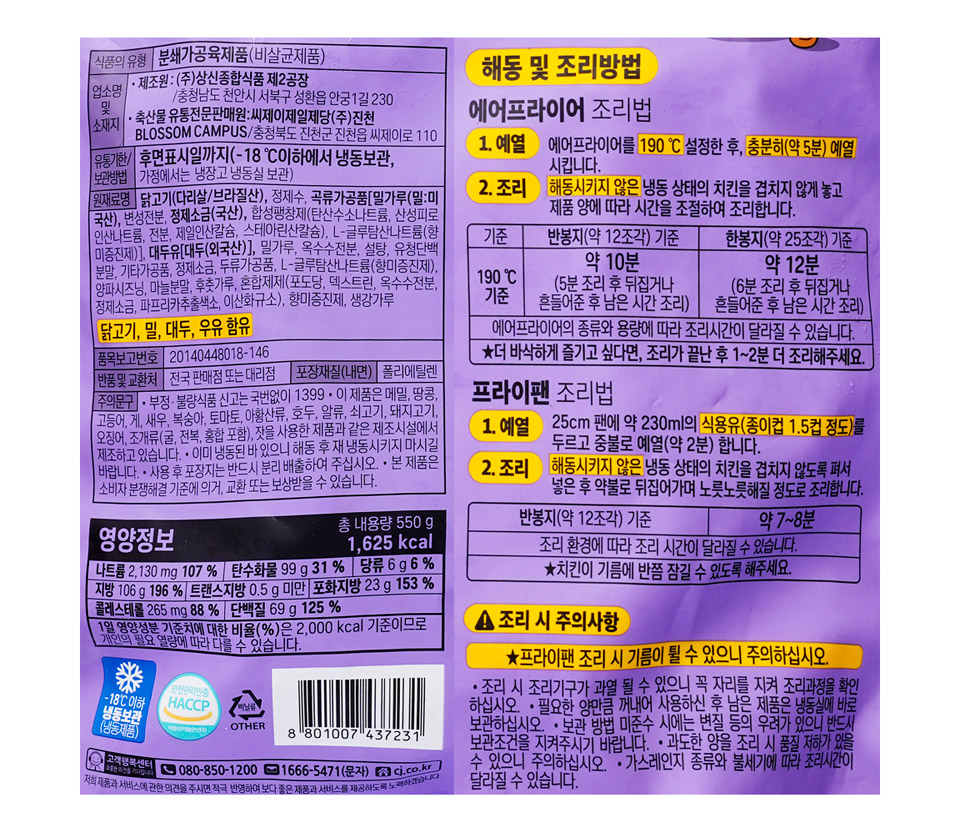 식품의 유형 분쇄가공육제품(비살균제품)
업소명 및 소재지
• 제조원: (주)상신종합식품 제2공장
/충청남도 천안시 서북구 성환읍 안궁1길 230
• 축산물 유통전문판매원:씨제이제일제당(주)진천
BLOSSOM CAMPUS/충청북도 진천군 진천읍 씨제이로 110
유통기한/보관방법
후면표시일까지(-18 ℃이하에서 냉동보관,
가정에서는 냉장고 냉동실 보관)
원재료명 닭고기(다리살/브라질산), 정제수, 곡류가공품[밀가루(밀:미
국산), 변성전분, 정제소금(국산), 합성팽창제(탄산수소나트륨, 산성피로
인산나트륨, 전분, 제일인산칼슘, 스테아리산칼슘), L-글루탐산나트륨(향
미증진제)], 대두유[대두(외국산)], 밀가루, 옥수수전분, 설탕, 유청단백
분말, 기타가공품, 정제소금, 두류가공품, L-글루탐산나트륨(향미증진제),
양파시즈닝, 마늘분말, 후춧가루, 혼합제제(포도당, 덱스트린, 옥수수전분,
정제소금, 파프리카추출색소, 이산화규소), 향미증진제, 생강가루
닭고기, 밀, 대두, 우유 함유
품목보고번호 20140448018-146
반품 및 교환처 전국 판매점 또는 대리점 포장재질(내면) 폴리에틸렌
주의문구 • 부정·불량식품 신고는 국번없이 1399 • 이 제품은 메밀, 땅콩,
고등어, 게, 새우, 복숭아, 토마토, 아황산류, 호두, 알류, 쇠고기, 돼지고기,
오징어, 조개류(굴, 전복, 홍합 포함), 잣을 사용한 제품과 같은 제조시설에서
제조하고 있습니다. • 이미 냉동된 바 있으니 해동 후 재 냉동시키지 마시길
바랍니다. • 사용 후 포장지는 반드시 분리 배출하여 주십시오. • 본 제품은
소비자 분쟁해결 기준에 의거, 교환 또는 보상받을 수 있습니다.
영양정보
총 내용량 550 g
1,625 kcal
나트륨 2,130 mg 107 % 탄수화물 99 g 31 % 당류 6 g 6 %
지방 106 g 196 % 트랜스지방 0.5 g 미만 포화지방 23 g 153 %
콜레스테롤 265 mg 88 % 단백질 69 g 125 %
1일 영양성분 기준치에 대한 비율(%)은 2,000 kcal 기준이므로
개인의 필요 열량에 따라 다를 수 있습니다.
-18℃ 이하
냉동보관
(냉동제품)
안전관리인증
HACCP
비닐류
OTHER
8 801007 437231
고객행복센터
080-850-1200 1666-5471(문자) cj.co.kr
저희 제품과 서비스에 관한 의견을 주시면 적극 반영하여 보다 좋은 제품과 서비스를 제공하도록 노력하겠습니다.
해동 및 조리방법
에어프라이어 조리법
1. 예열 에어프라이어를 190 ℃ 설정한 후, 충분히(약 5분) 예열
시킵니다.
2. 조리 해동시키지 않은 냉동 상태의 치킨을 겹치지 않게 놓고
제품 양에 따라 시간을 조절하여 조리합니다.
기준 반봉지(약 12조각) 기준 한봉지(약 25조각) 기준
190 ℃ 기준
약 10분
(5분 조리 후 뒤집거나
흔들어준 후 남은 시간 조리)
약 12분
(6분 조리 후 뒤집거나
흔들어준 후 남은 시간 조리)
에어프라이어의 종류와 용량에 따라 조리시간이 달라질 수 있습니다.
★더 바삭하게 즐기고 싶다면, 조리가 끝난 후 1~2분 더 조리해주세요.
프라이팬 조리법
1. 예열 25cm 팬에 약 230ml의 식용유(종이컵 1.5컵 정도)를
두르고 중불로 예열(약 2분) 합니다.
2. 조리 해동시키지 않은 냉동 상태의 치킨을 겹치지 않도록 펴서
넣은 후 약불로 뒤집어가며 노릇노릇해질 정도로 조리합니다.
반봉지(약 12조각) 기준 약 7~8분
조리 환경에 따라 조리 시간이 달라질 수 있습니다.
★치킨이 기름에 반쯤 잠길 수 있도록 해주세요.
조리 시 주의사항
★프라이팬 조리 시 기름이 튈 수 있으니 주의하십시오.
• 조리 시 조리기구가 과열 될 수 있으니 꼭 자리를 지켜 조리과정을 확인
하십시오. • 필요한 양만큼 꺼내어 사용하신 후 남은 제품은 냉동실에 바로
보관하십시오. • 보관 방법 미준수 시에는 변질 등의 우려가 있으니 반드시
보관조건을 지켜주시기 바랍니다. • 과도한 양을 조리 시 품질 저하가 있을
수 있으니 주의하십시오. • 가스레인지 종류와 불세기에 따라 조리시간이
달라질 수 있습니다.